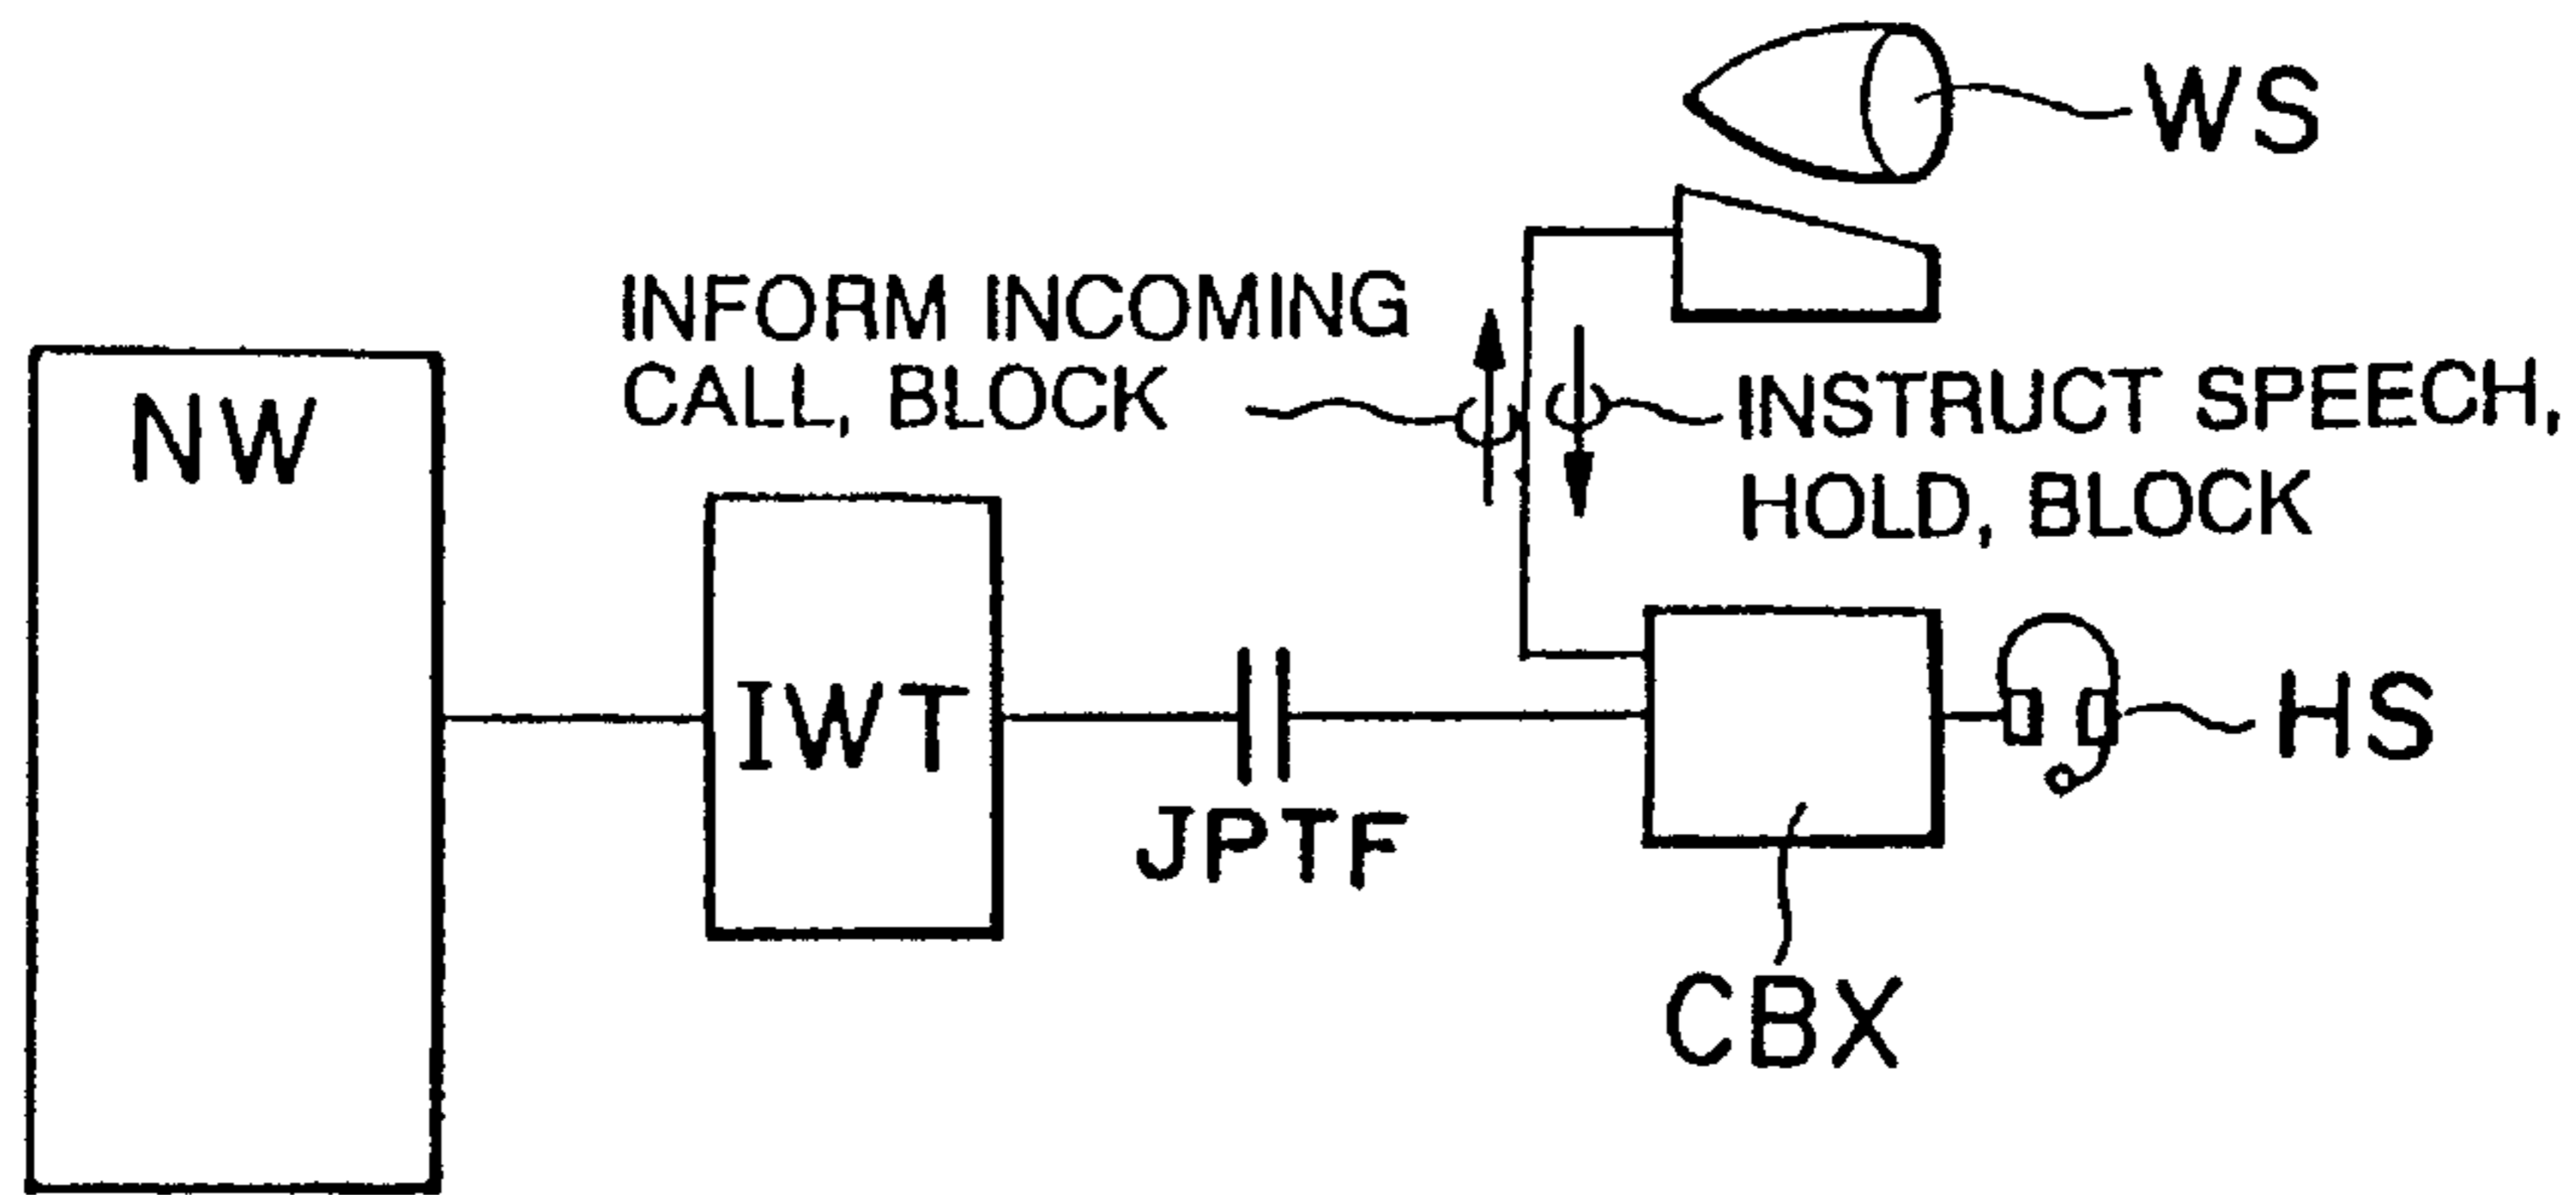 WS
INFORM INCOMING
CALL, BLOCK
INSTRUCT SPEECH,
HOLD, BLOCK
NW
IWT
JPTF
HS
CBX